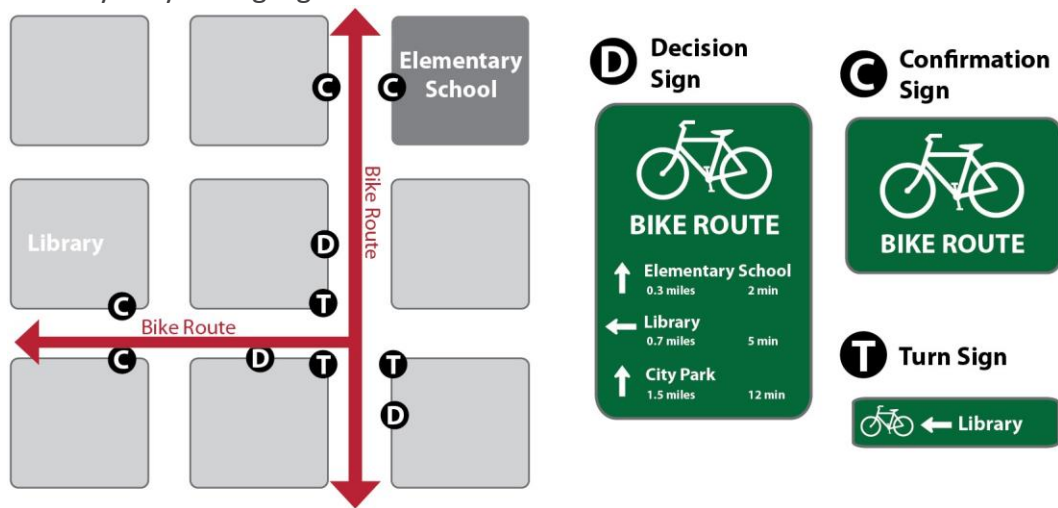 C
C
Elementary
School
Bike Route
Library
D
T
C
Bike Route
C
D
T
T
D
D
Decision
Sign
BIKE ROUTE
Elementary School
0.3 miles 2 min
Library
0.7 miles 5 min
City Park
1.5 miles 12 min
C
Confirmation
Sign
BIKE ROUTE
T
Turn Sign
Library